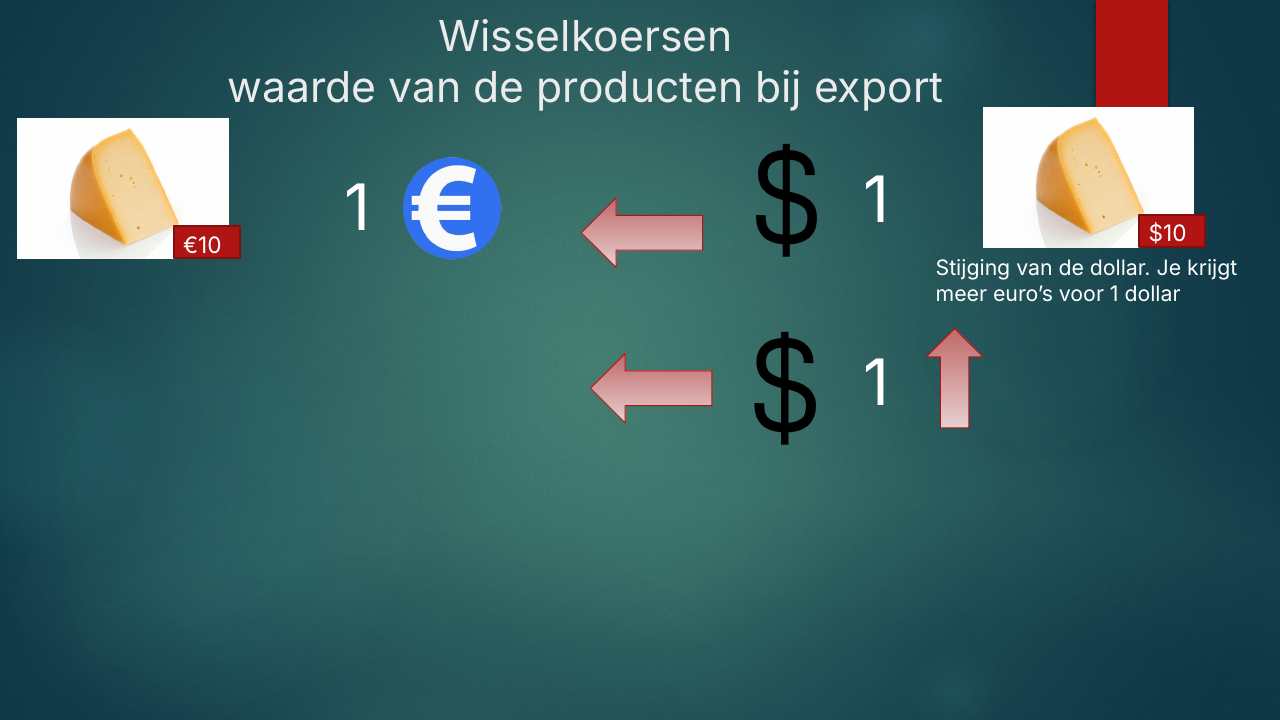 Wisselkoersen
waarde van de producten bij export
€10
1 €
$ 1
$10
Stijging van de dollar. Je krijgt
meer euro’s voor 1 dollar
$ 1